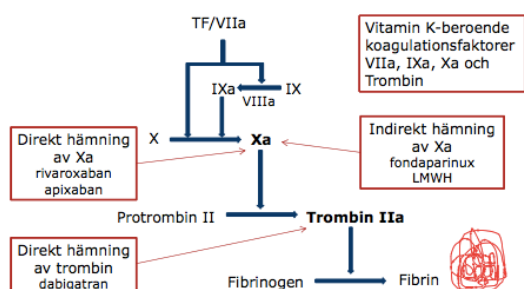 TF/VIIa
Vitamin K-beroende
koagulationsfaktorer
VIIa, IXa, Xa och
Trombin
IXa
IX
VIIIa
Direkt hämning
av Xa
rivaroxaban
apixaban
X
Xa
Indirekt hämning
av Xa
fondaparinux
LMWH
Protrombin II
Trombin IIa
Direkt hämning
av trombin
dabigatran
Fibrinogen
Fibrin